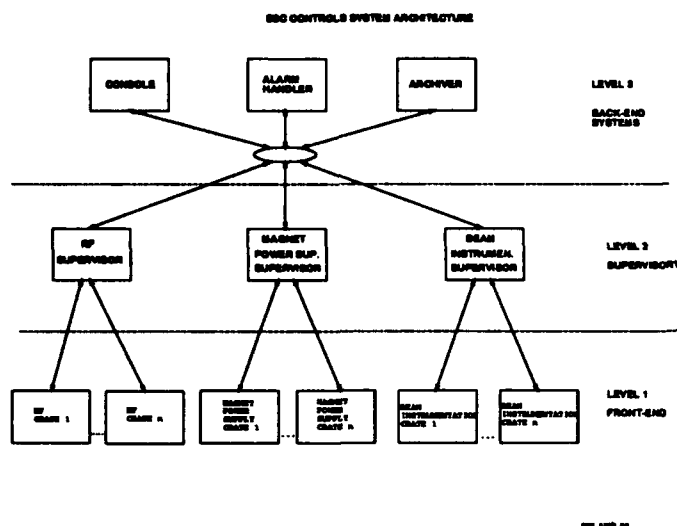 SSC CONTROLS SYSTEM ARCHITECTURE
CONSOLE
ALARM
HANDLER
ARCHIVER
LEVEL 3
BACK-END
SYSTEMS
RF
SUPERVISOR
MAGNET
POWER SUP.
SUPERVISOR
BEAM
INSTRUMEN.
SUPERVISOR
LEVEL 2
SUPERVISORY
RF
CRATE 1
RF
CRATE n
MAGNET
POWER
SUPPLY
CRATE 1
MAGNET
POWER
SUPPLY
CRATE n
BEAM
INSTRUMENTATION
CRATE 1
BEAM
INSTRUMENTATION
CRATE n
LEVEL 1
FRONT-END